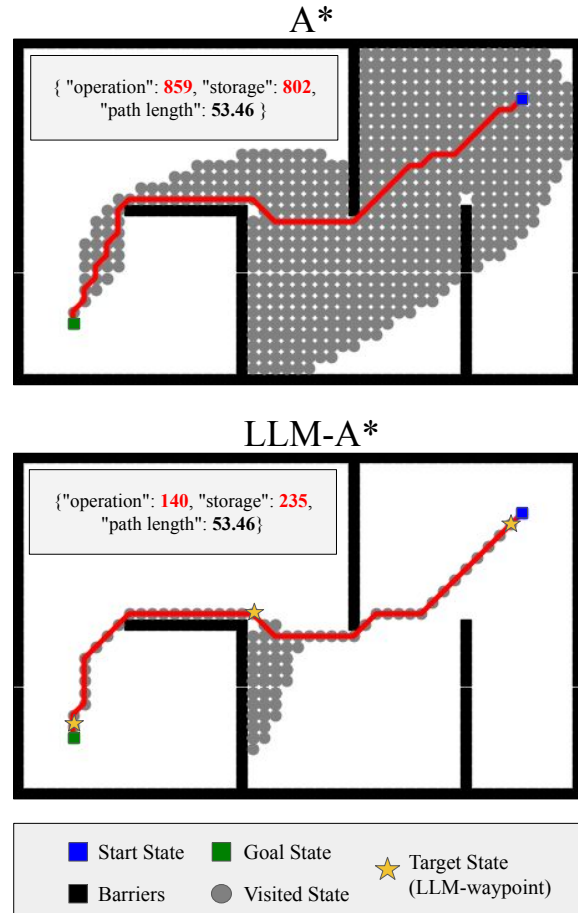 A*
{ "operation": 859, "storage": 802,
"path length": 53.46 }
LLM-A*
{"operation": 140, "storage": 235,
"path length": 53.46}
Start State
Goal State
Target State
(LLM-waypoint)
Barriers
Visited State